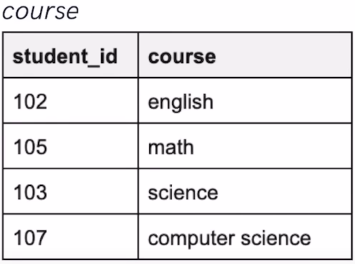 course
student_id course
102 english
105 math
103 science
107 computer science